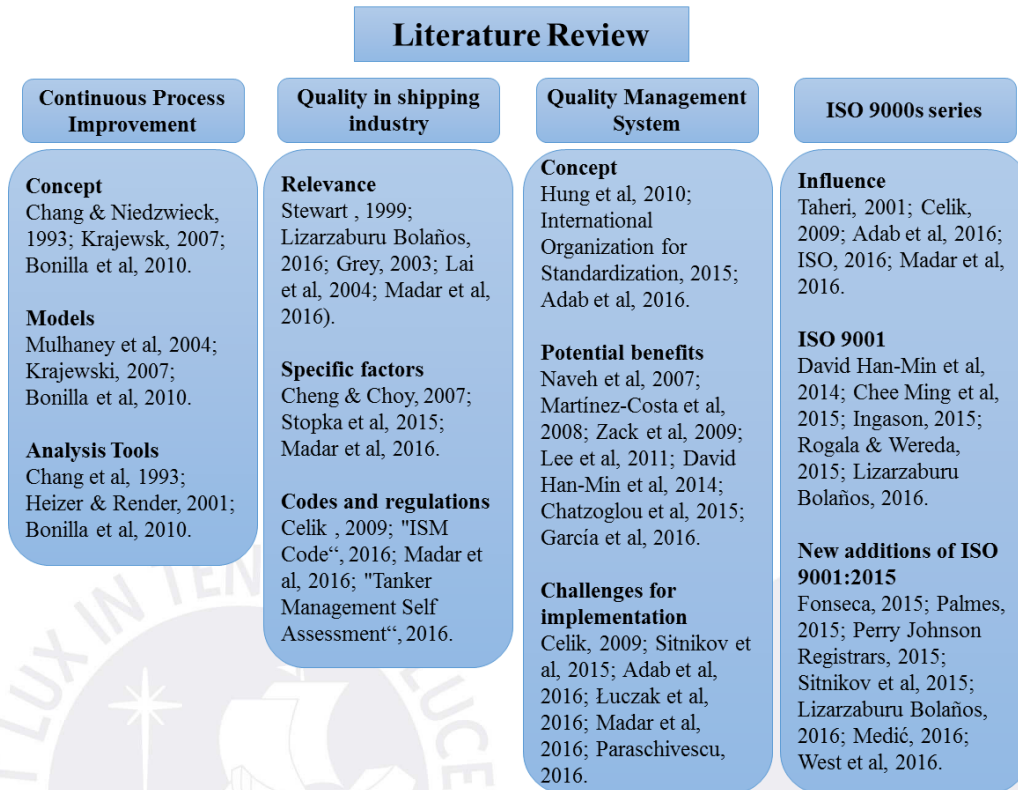 Literature Review
Continuous Process
Improvement
Concept
Chang & Niedzwieck,
1993; Krajewsk, 2007;
Bonilla et al, 2010.
Models
Mulhaney et al, 2004;
Krajewski, 2007;
Bonilla et al, 2010.
Analysis Tools
Chang et al, 1993;
Heizer & Render, 2001;
Bonilla et al, 2010.
Quality in shipping
industry
Relevance
Stewart , 1999;
Lizarzaburu Bolaños,
2016; Grey, 2003; Lai
et al, 2004; Madar et al,
2016).
Specific factors
Cheng & Choy, 2007;
Stopka et al, 2015;
Madar et al, 2016.
Codes and regulations
Celik , 2009; "ISM
Code“, 2016; Madar et
al, 2016; "Tanker
Management Self
Assessment“, 2016.
Quality Management
System
Concept
Hung et al, 2010;
International
Organization for
Standardization, 2015;
Adab et al, 2016.
Potential benefits
Naveh et al, 2007;
Martínez-Costa et al,
2008; Zack et al, 2009;
Lee et al, 2011; David
Han-Min et al, 2014;
Chatzoglou et al, 2015;
García et al, 2016.
Challenges for
implementation
Celik, 2009; Sitnikov et
al, 2015; Adab et al,
2016; Łuczak et al,
2016; Madar et al,
2016; Paraschivescu,
2016.
ISO 9000s series
Influence
Taheri, 2001; Celik,
2009; Adab et al, 2016;
ISO, 2016; Madar et al,
2016.
ISO 9001
David Han-Min et al,
2014; Chee Ming et al,
2015; Ingason, 2015;
Rogala & Wereda,
2015; Lizarzaburu
Bolaños, 2016.
New additions of ISO
9001:2015
Fonseca, 2015; Palmes,
2015; Perry Johnson
Registrars, 2015;
Sitnikov et al, 2015;
Lizarzaburu Bolaños,
2016; Medić, 2016;
West et al, 2016.
LUX IN TEN
LUCE